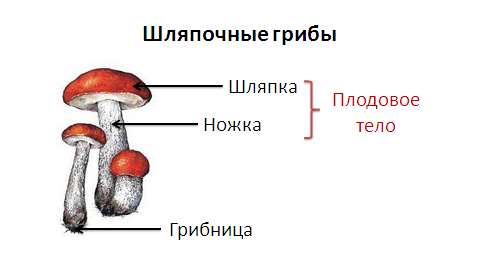 Шляпочные грибы
Шляпка
Ножка
Плодовое
тело
Грибница